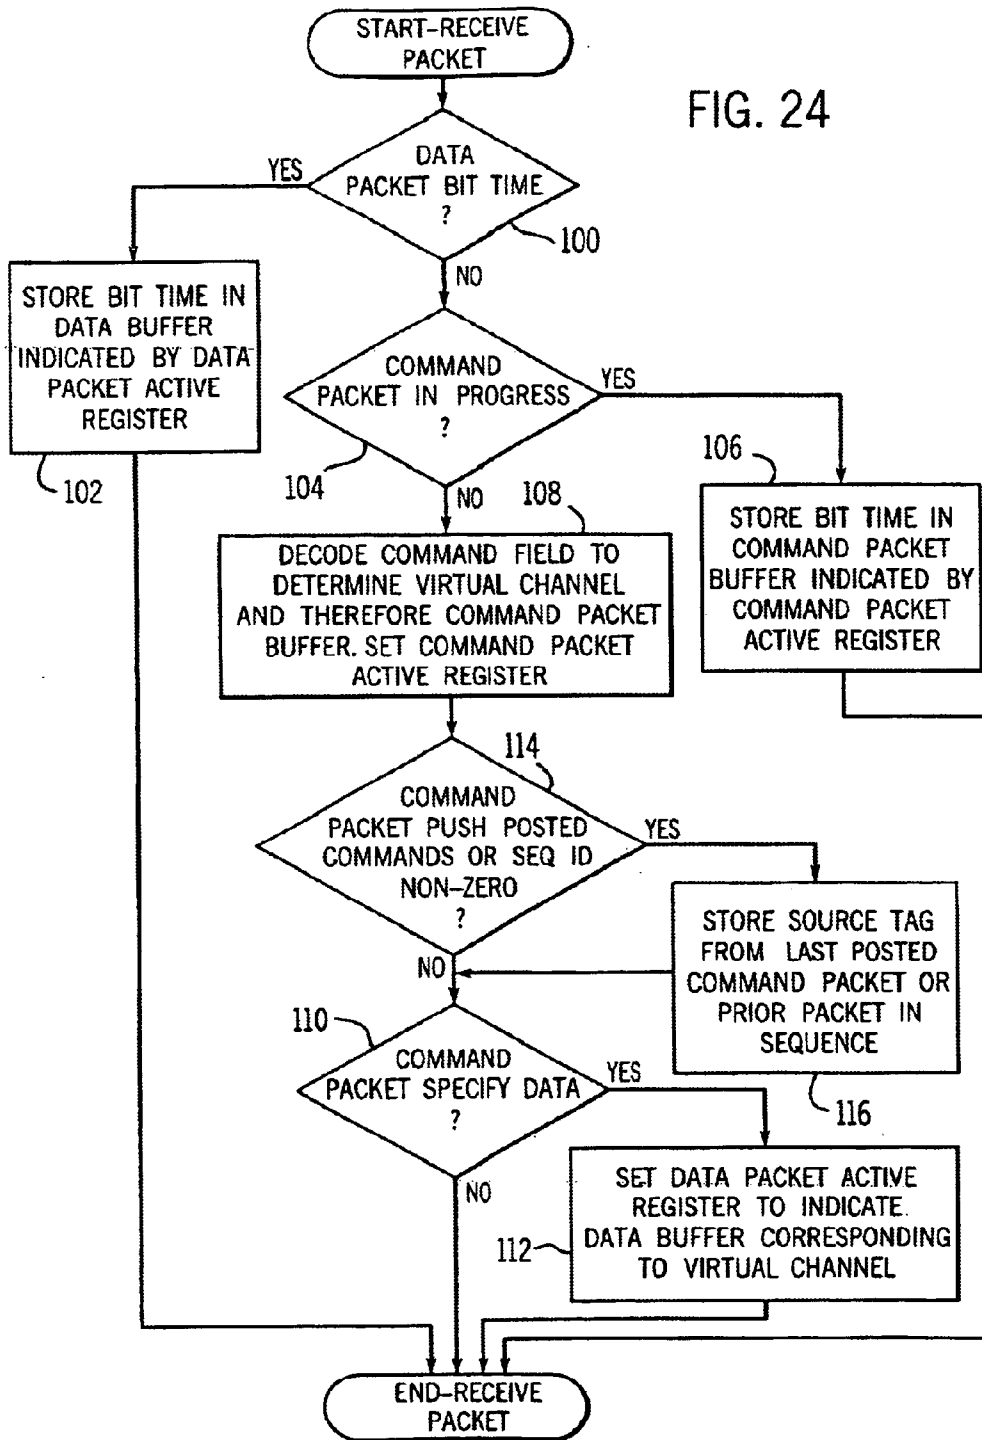 START-RECEIVE
PACKET
FIG. 24
DATA
PACKET BIT TIME
?
YES
100
NO
STORE BIT TIME IN
DATA BUFFER
INDICATED BY DATA
PACKET ACTIVE
REGISTER
102
COMMAND
PACKET IN PROGRESS
?
YES
104
NO
106
STORE BIT TIME IN
COMMAND PACKET
BUFFER INDICATED BY
COMMAND PACKET
ACTIVE REGISTER
108
DECODE COMMAND FIELD TO
DETERMINE VIRTUAL CHANNEL
AND THEREFORE COMMAND PACKET
BUFFER. SET COMMAND PACKET
ACTIVE REGISTER
114
COMMAND
PACKET PUSH POSTED
COMMANDS OR SEQ ID
NON-ZERO
?
YES
NO
STORE SOURCE TAG
FROM LAST POSTED
COMMAND PACKET OR
PRIOR PACKET IN
SEQUENCE
116
110
COMMAND
PACKET SPECIFY DATA
?
YES
NO
SET DATA PACKET ACTIVE
REGISTER TO INDICATE.
DATA BUFFER CORRESPONDING
TO VIRTUAL CHANNEL
112
END-RECEIVE
PACKET